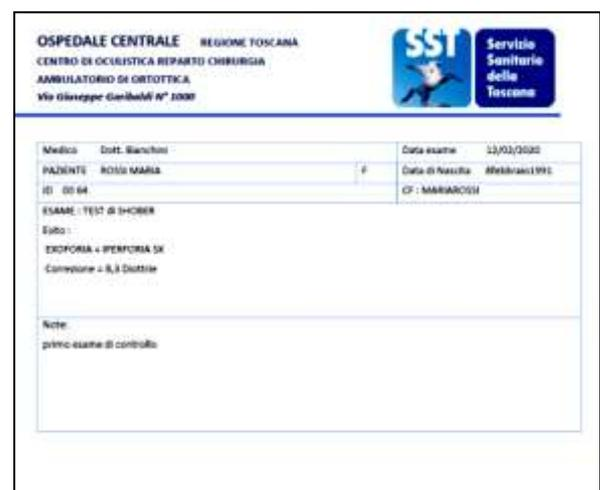 OSPEDALE CENTRALE REGIONE TOSCANA
CENTRO DI OCULISTICA REPARTO CHIRURGIA
AMBULATORIO DI ORTOTTICA
Via Giuseppe Garibaldi N° 1000
SST Servizio
Sanitario
della
Toscana
Medico Dott. Bianchini Data esame 12/02/2020
PAZIENTE ROSSI MARIA F Data di Nascita 8febbraio1991
ID 00 64 CF : MARIAROSSI
ESAME : TEST di SHOBER
Esito :
EXOFORIA + IPERFORIA SX
Correzione = 8,3 Diottrie
Note:
primo esame di controllo